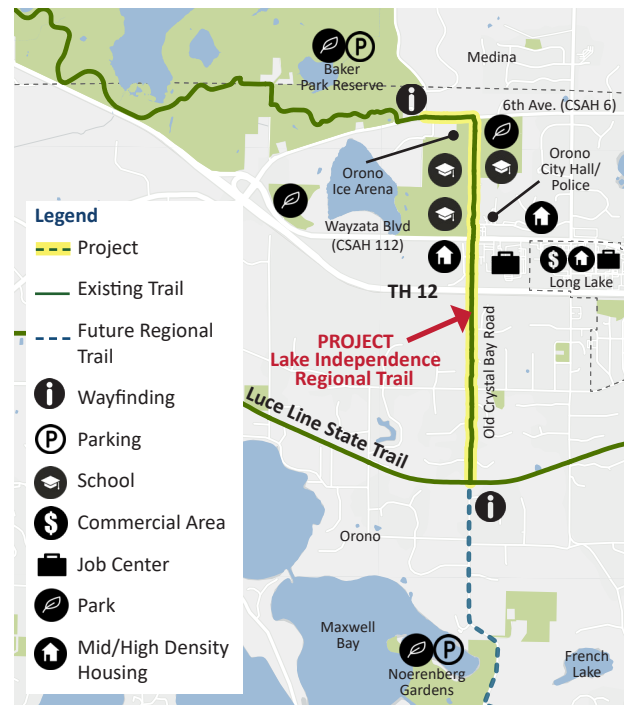 Medina
P
Baker
Park Reserve
i
6th Ave. (CSAH 6)
Orono
Ice Arena
Orono
City Hall/
Police
Wayzata Blvd
(CSAH 112)
$
Long Lake
TH 12
PROJECT
Lake Independence
Regional Trail
Old Crystal Bay Road
Luce Line State Trail
i
Orono
Maxwell
Bay
P
Noerenberg
Gardens
French
Lake
Legend
Project
Existing Trail
Future Regional
Trail
i
Wayfinding
P
Parking
School
$
Commercial Area
Job Center
Park
Mid/High Density
Housing